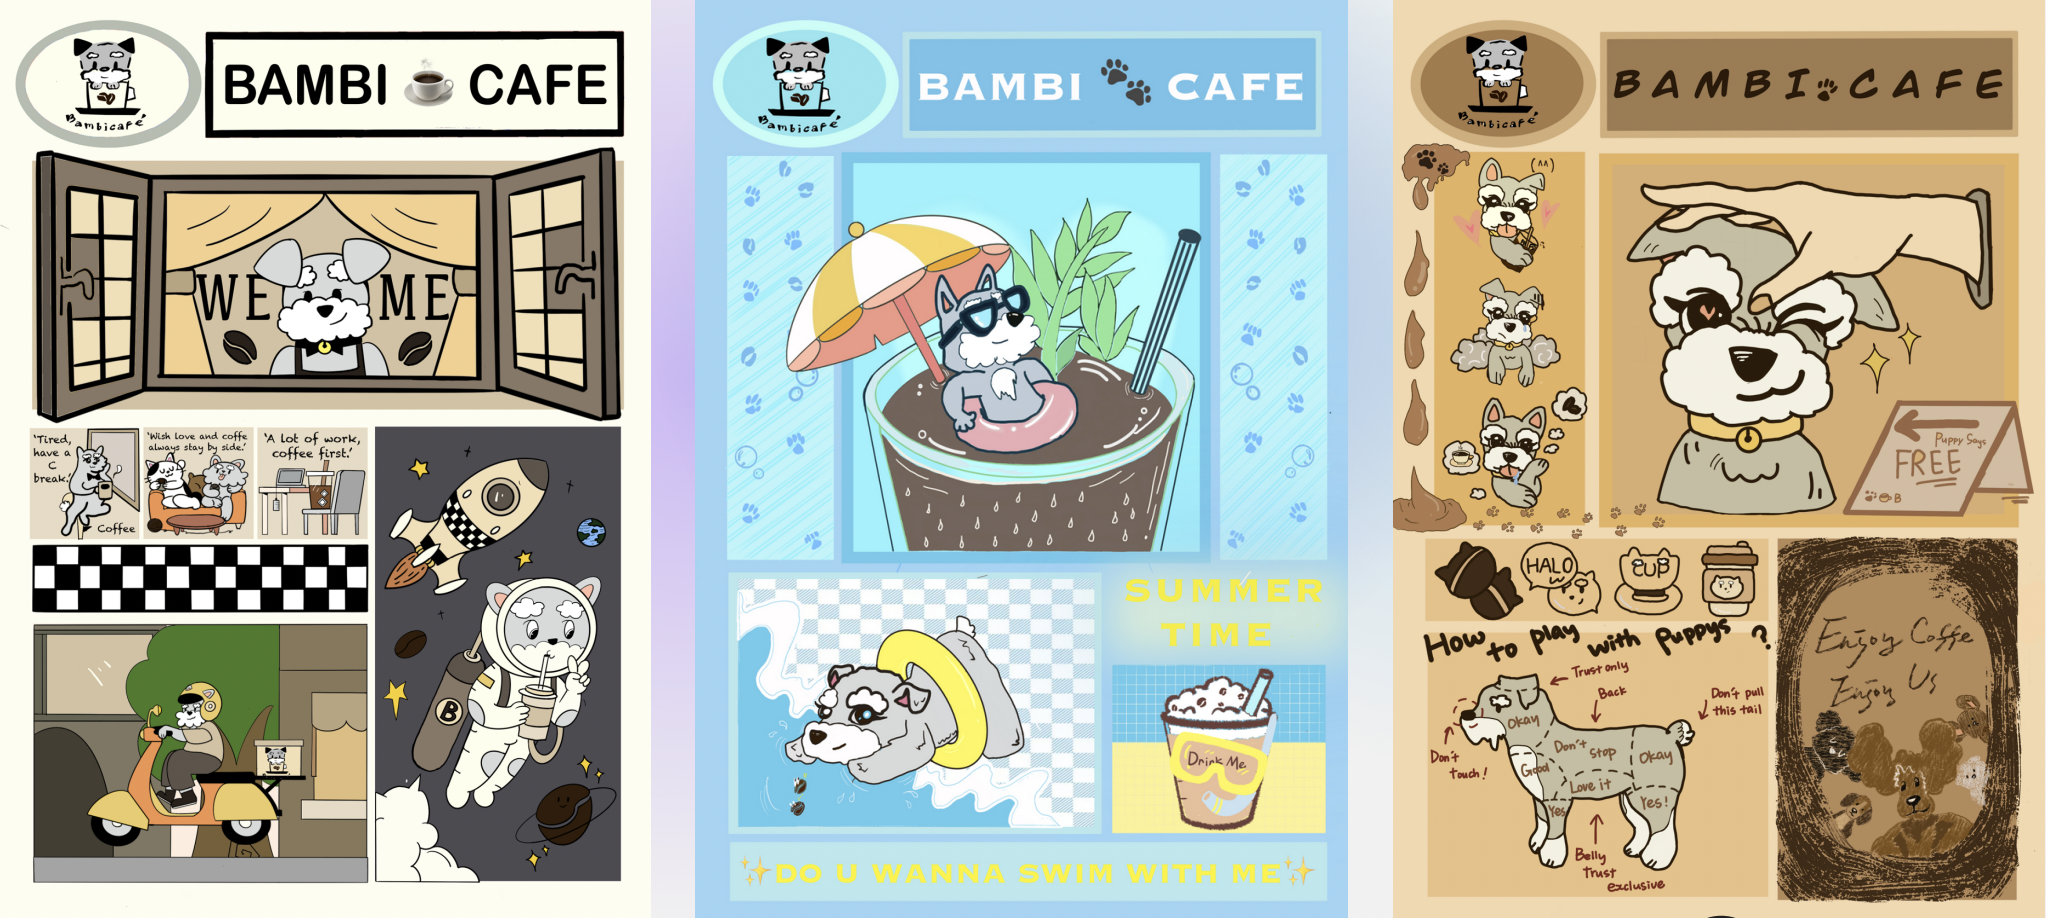 Bambicafé
BAMBI CAFE
WE ME
'Tired,
have a
C
break.'
Coffee
'Wish love and coffe
always stay by side.'
'A lot of work,
coffee first.'
B
Bambicafé
BAMBI CAFE
SUMMER
TIME
Drink Me
DO U WANNA SWIM WITH ME
Bambicafé
BAMBI CAFE
(^^)
Puppy Says
FREE
B
HALO
CUP
How to play with puppys ?
Trust only
Back
Don't pull
this tail
Okay
Don't stop
Okay
Don't
touch!
Good
Love it
Yes
Yes!
Belly
Trust
exclusive
Enjoy Coffe
Enjoy Us